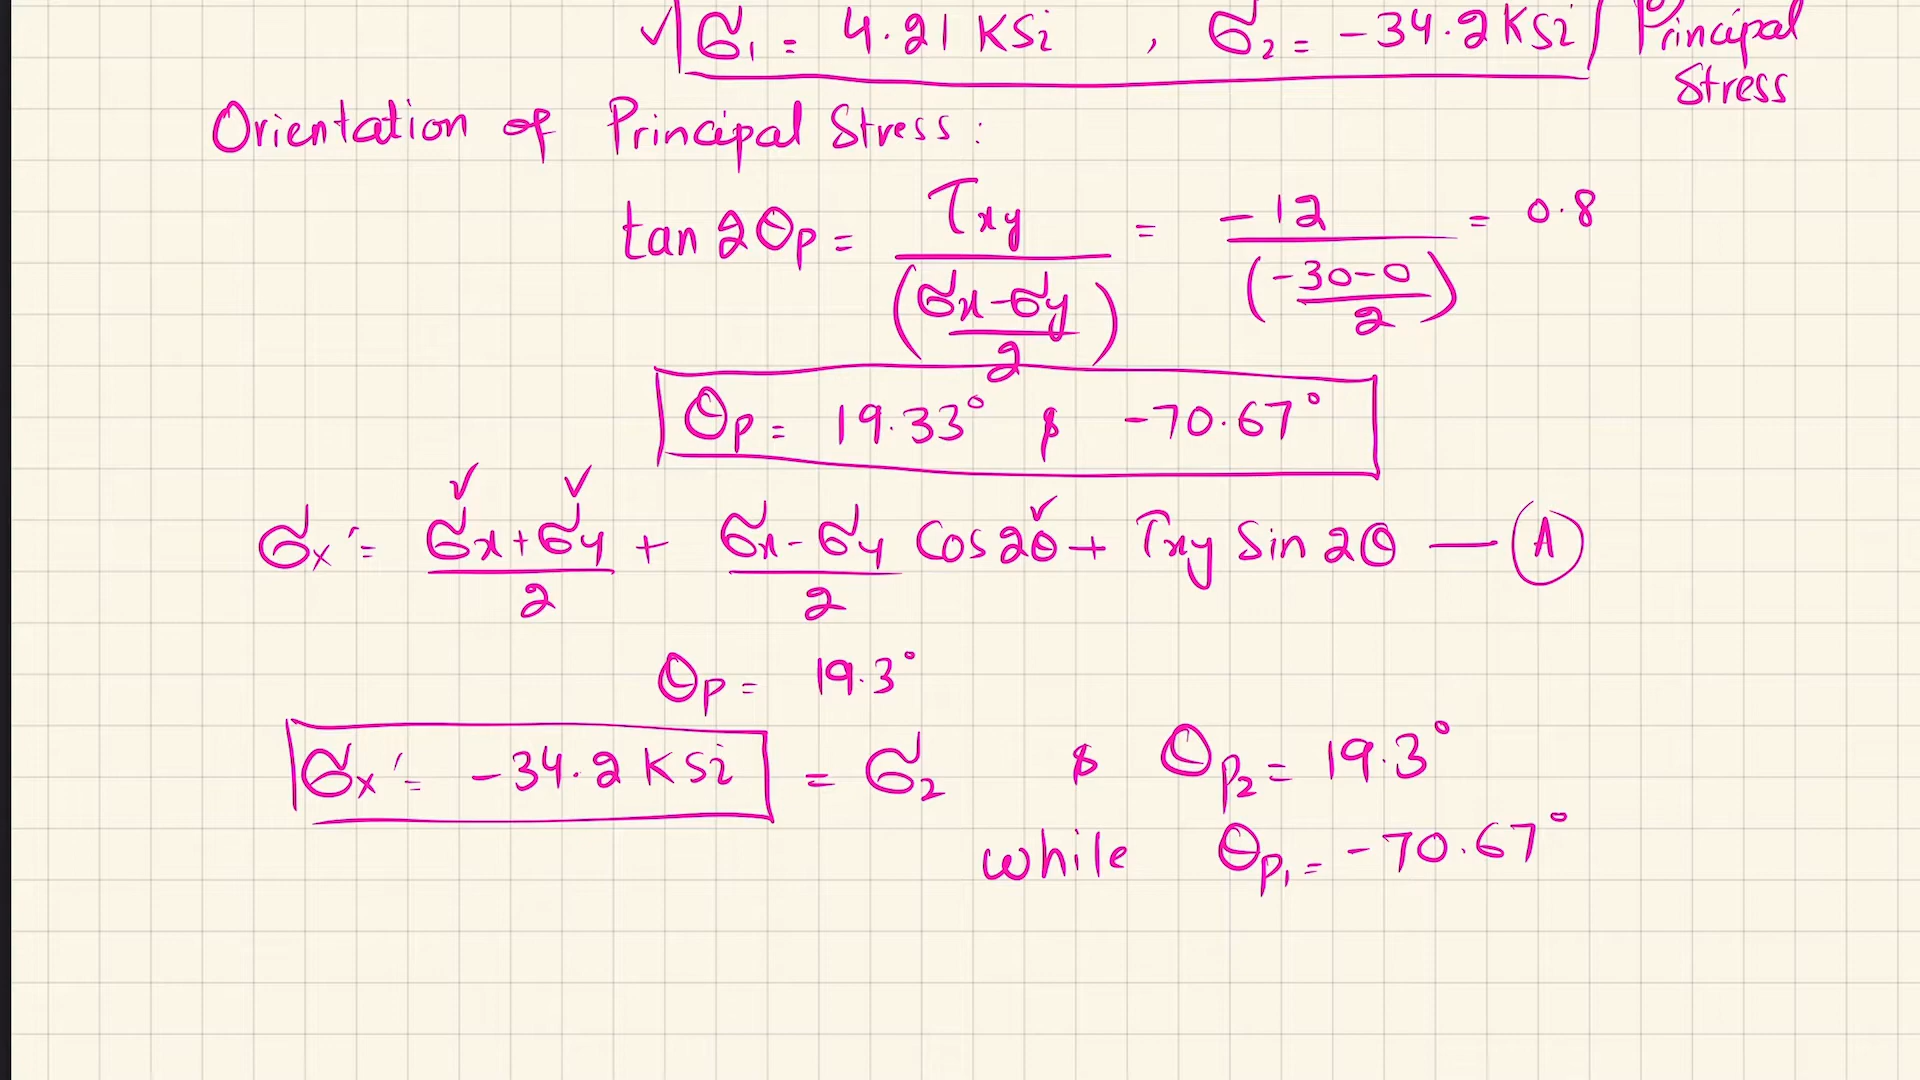 √ σ₁ = 4.21 KSi , σ₂ = -34.2 KSi Principal Stress
Orientation of Principal Stress :
tan 2θp = τxy / ((σx-σy)/2) = -12 / ((-30-0)/2) = 0.8
θp = 19.33° & -70.67°
σx' = (σx+σy)/2 + (σx-σy)/2 Cos 2θ + τxy Sin 2θ — (A)
θp = 19.3°
σx' = -34.2 KSi = σ₂ & θp₂ = 19.3°
while θp₁ = -70.67°